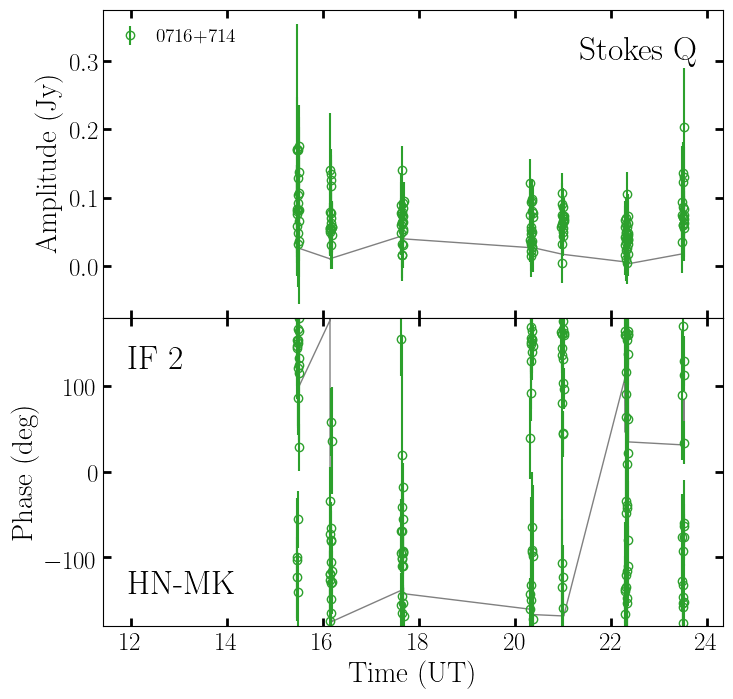 0716+714
Stokes Q
0.3
0.2
0.1
0.0
Amplitude (Jy)
IF 2
100
0
−100
Phase (deg)
HN-MK
12 14 16 18 20 22 24
Time (UT)